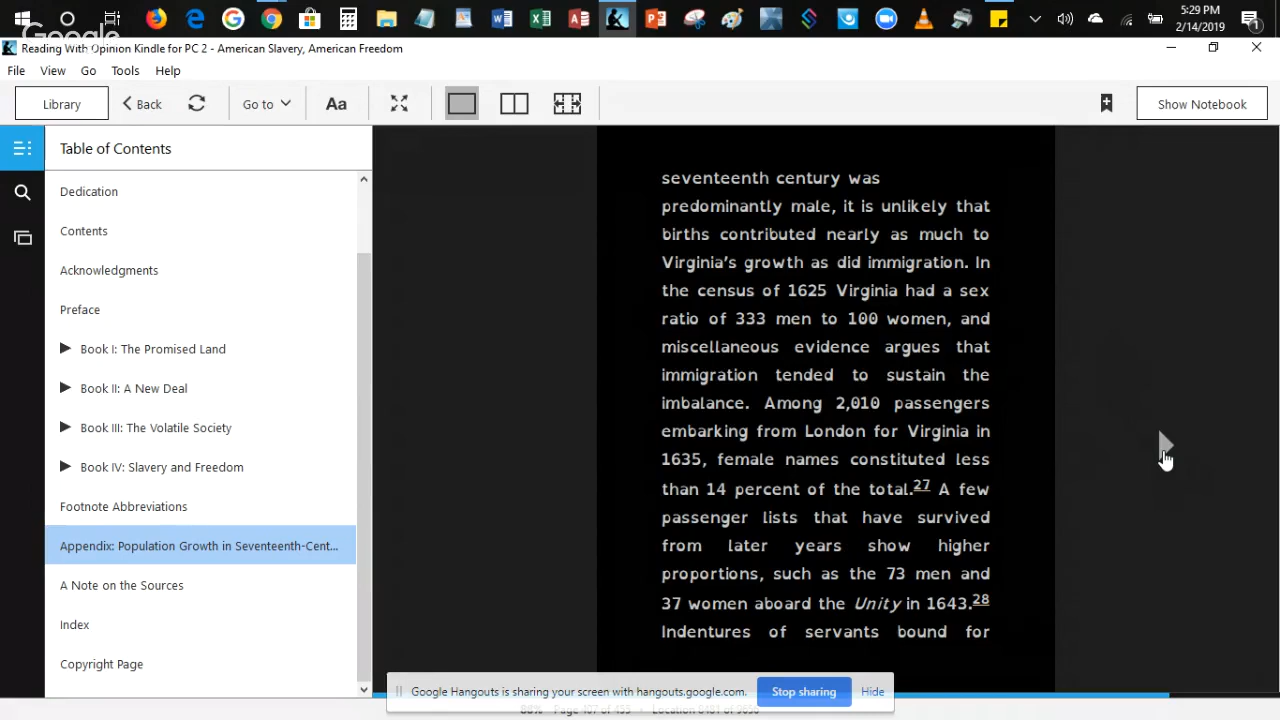 5:29 PM
2/14/2019
Google
Reading With Opinion Kindle for PC 2 - American Slavery, American Freedom
File View Go Tools Help
Library Back Go to Aa Show Notebook
Table of Contents
Dedication
Contents
Acknowledgments
Preface
Book I: The Promised Land
Book II: A New Deal
Book III: The Volatile Society
Book IV: Slavery and Freedom
Footnote Abbreviations
Appendix: Population Growth in Seventeenth-Cent...
A Note on the Sources
Index
Copyright Page
seventeenth century was
predominantly male, it is unlikely that
births contributed nearly as much to
Virginia's growth as did immigration. In
the census of 1625 Virginia had a sex
ratio of 333 men to 100 women, and
miscellaneous evidence argues that
immigration tended to sustain the
imbalance. Among 2,010 passengers
embarking from London for Virginia in
1635, female names constituted less
than 14 percent of the total.27 A few
passenger lists that have survived
from later years show higher
proportions, such as the 73 men and
37 women aboard the Unity in 1643.28
Indentures of servants bound for
Google Hangouts is sharing your screen with hangouts.google.com. Stop sharing Hide